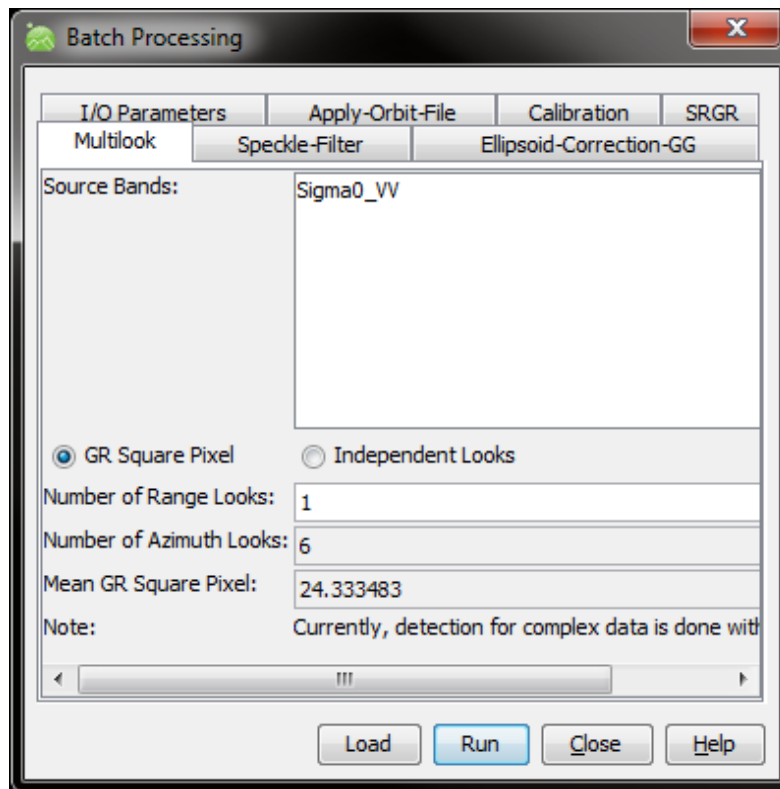 Batch Processing
I/O Parameters Apply-Orbit-File Calibration SRGR
Multilook Speckle-Filter Ellipsoid-Correction-GG
Source Bands: Sigma0_VV
GR Square Pixel Independent Looks
Number of Range Looks: 1
Number of Azimuth Looks: 6
Mean GR Square Pixel: 24.333483
Note: Currently, detection for complex data is done with
Load Run Close Help